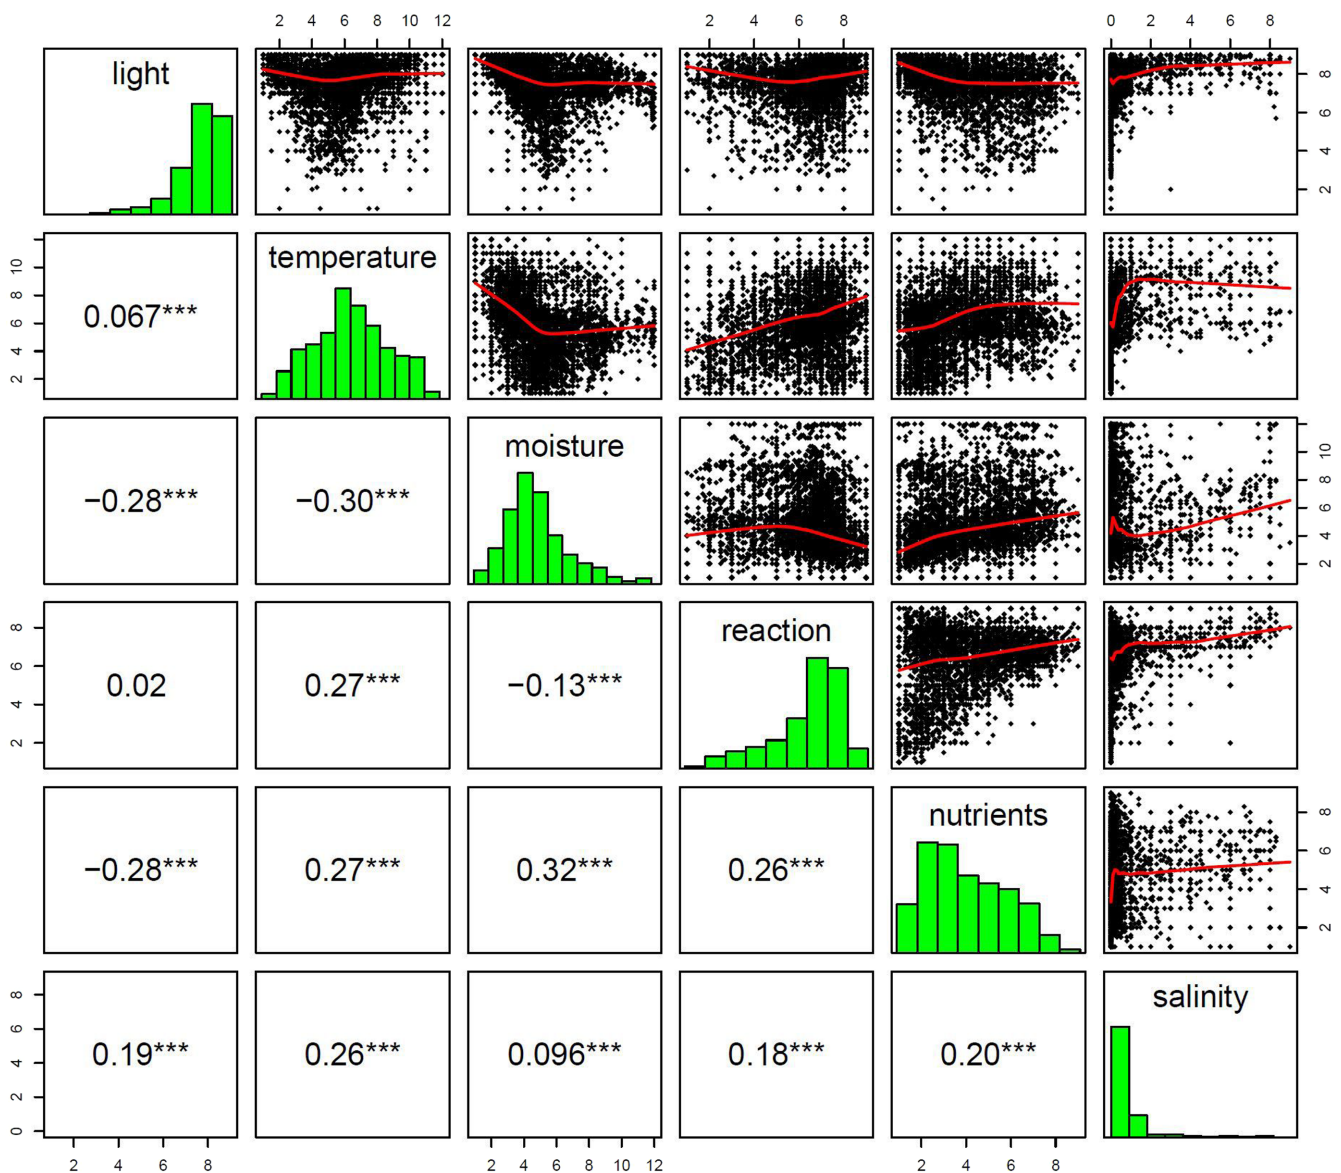 2 4 6 8 10 12
2 4 6 8
0 2 4 6 8
light
2 4 6 8
temperature
0.067***
2 4 6 8 10
moisture
−0.28***
−0.30***
2 4 6 8 10
reaction
0.02
0.27***
−0.13***
2 4 6 8
nutrients
−0.28***
0.27***
0.32***
0.26***
2 4 6 8
salinity
0.19***
0.26***
0.096***
0.18***
0.20***
0 2 4 6 8
2 4 6 8
2 4 6 8 10 12
2 4 6 8